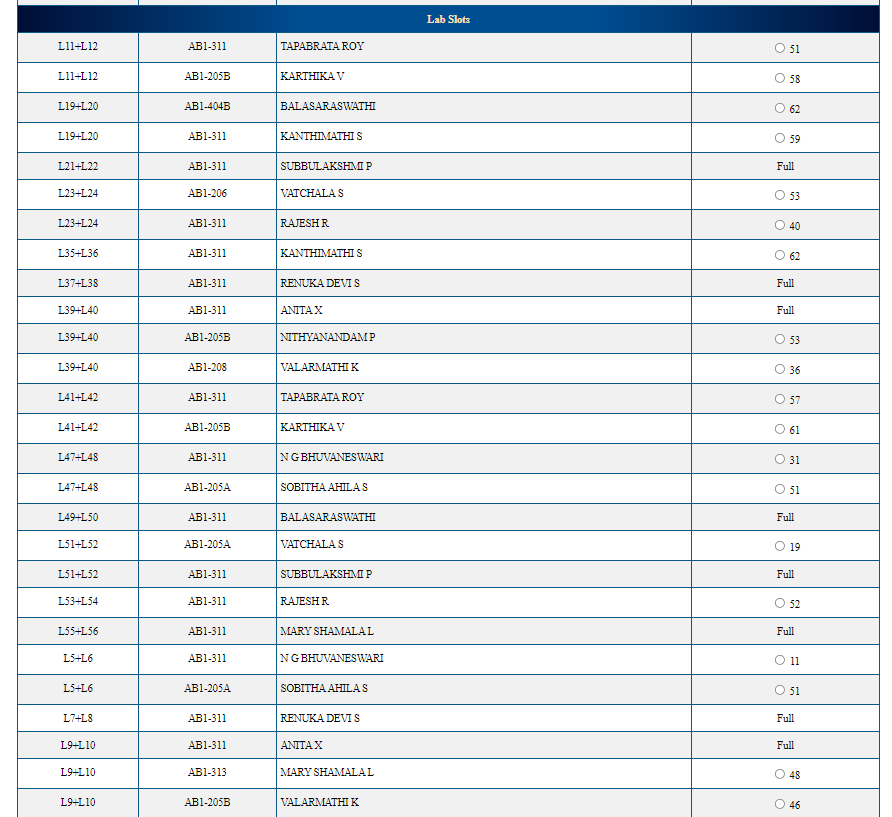 Lab Slots
L11+L12 AB1-311 TAPABRATA ROY 51
L11+L12 AB1-205B KARTHIKA V 58
L19+L20 AB1-404B BALASARASWATHI 62
L19+L20 AB1-311 KANTHIMATHI S 59
L21+L22 AB1-311 SUBBULAKSHMI P Full
L23+L24 AB1-206 VATCHALA S 53
L23+L24 AB1-311 RAJESH R 40
L35+L36 AB1-311 KANTHIMATHI S 62
L37+L38 AB1-311 RENUKA DEVI S Full
L39+L40 AB1-311 ANITA X Full
L39+L40 AB1-205B NITHYANANDAM P 53
L39+L40 AB1-208 VALARMATHI K 36
L41+L42 AB1-311 TAPABRATA ROY 57
L41+L42 AB1-205B KARTHIKA V 61
L47+L48 AB1-311 N G BHUVANESWARI 31
L47+L48 AB1-205A SOBITHA AHILA S 51
L49+L50 AB1-311 BALASARASWATHI Full
L51+L52 AB1-205A VATCHALA S 19
L51+L52 AB1-311 SUBBULAKSHMI P Full
L53+L54 AB1-311 RAJESH R 52
L55+L56 AB1-311 MARY SHAMALA L Full
L5+L6 AB1-311 N G BHUVANESWARI 11
L5+L6 AB1-205A SOBITHA AHILA S 51
L7+L8 AB1-311 RENUKA DEVI S Full
L9+L10 AB1-311 ANITA X Full
L9+L10 AB1-313 MARY SHAMALA L 48
L9+L10 AB1-205B VALARMATHI K 46